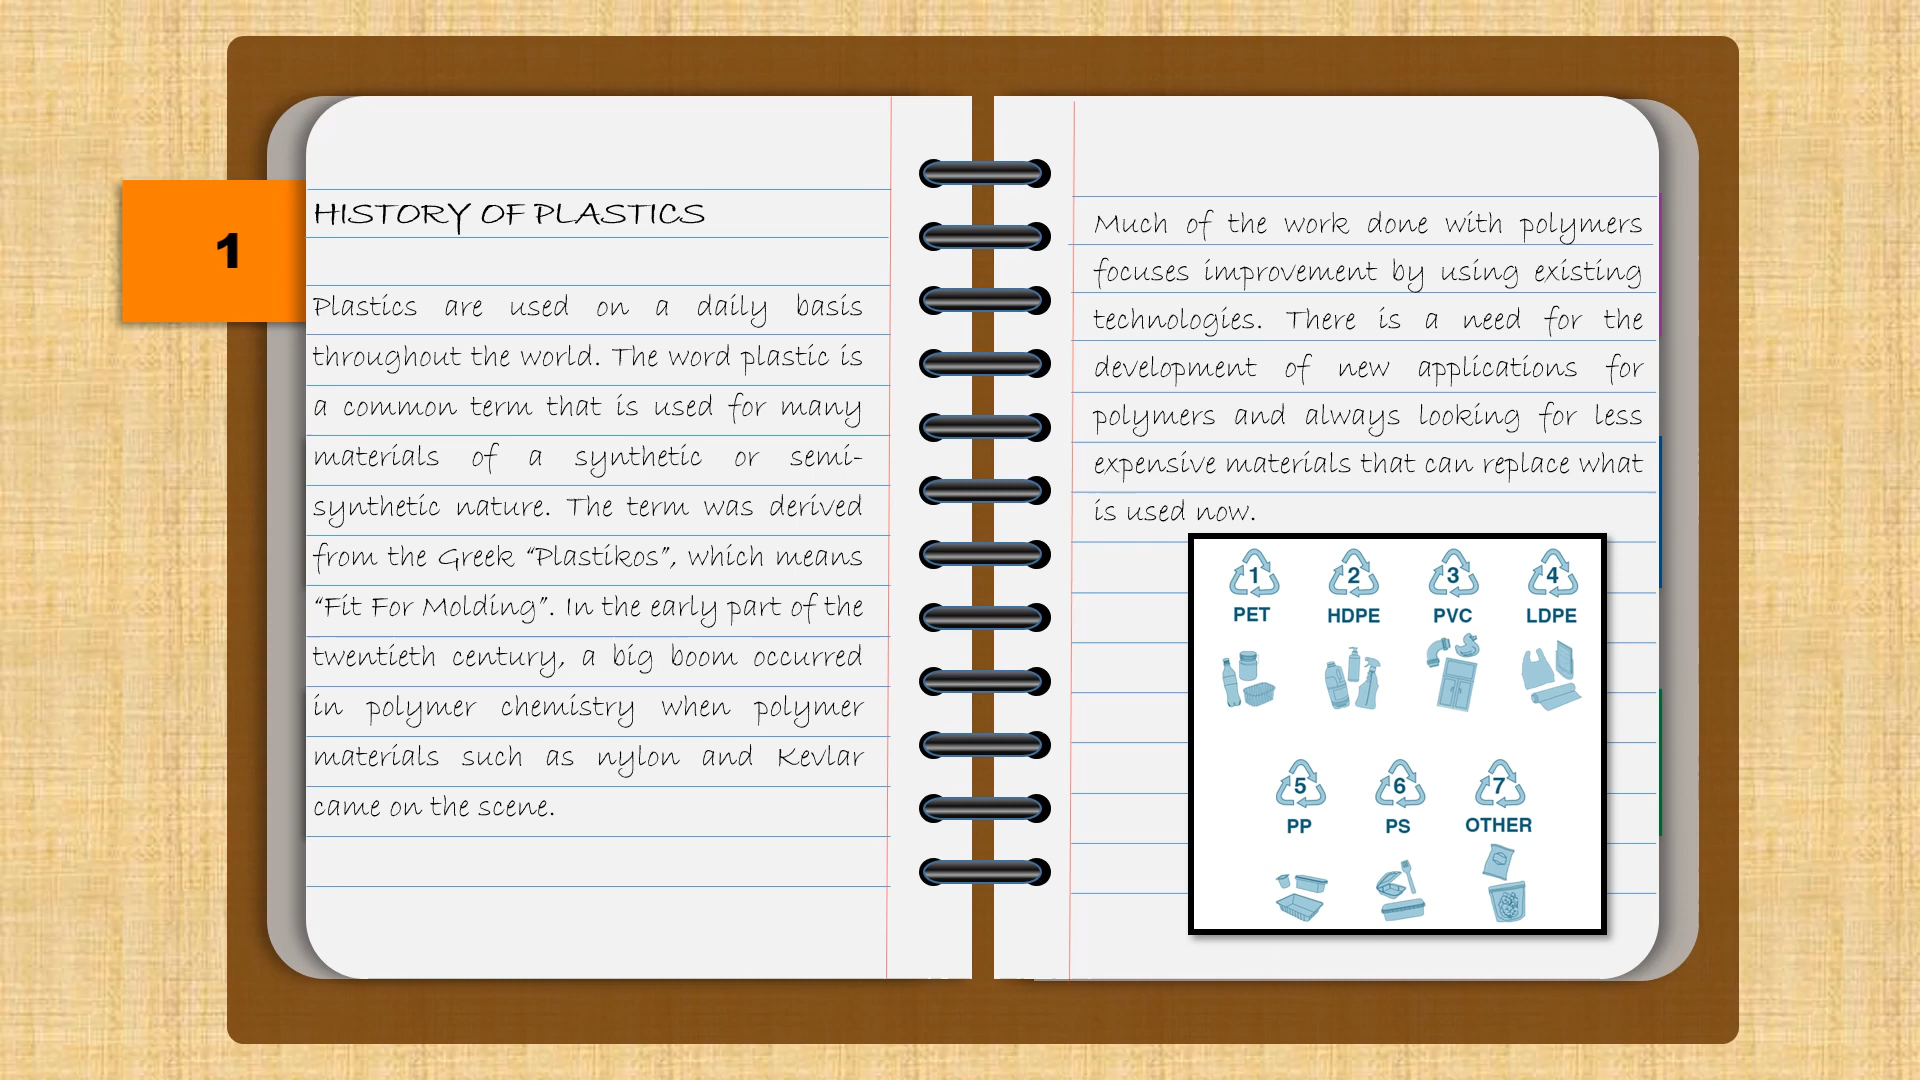 1
HISTORY OF PLASTICS
Plastics are used on a daily basis
throughout the world. The word plastic is
a common term that is used for many
materials of a synthetic or semi-
synthetic nature. The term was derived
from the Greek “Plastikos”, which means
“Fit For Molding”. In the early part of the
twentieth century, a big boom occurred
in polymer chemistry when polymer
materials such as nylon and Kevlar
came on the scene.
Much of the work done with polymers
focuses improvement by using existing
technologies. There is a need for the
development of new applications for
polymers and always looking for less
expensive materials that can replace what
is used now.
1 2 3 4
PET HDPE PVC LDPE
5 6 7
PP PS OTHER